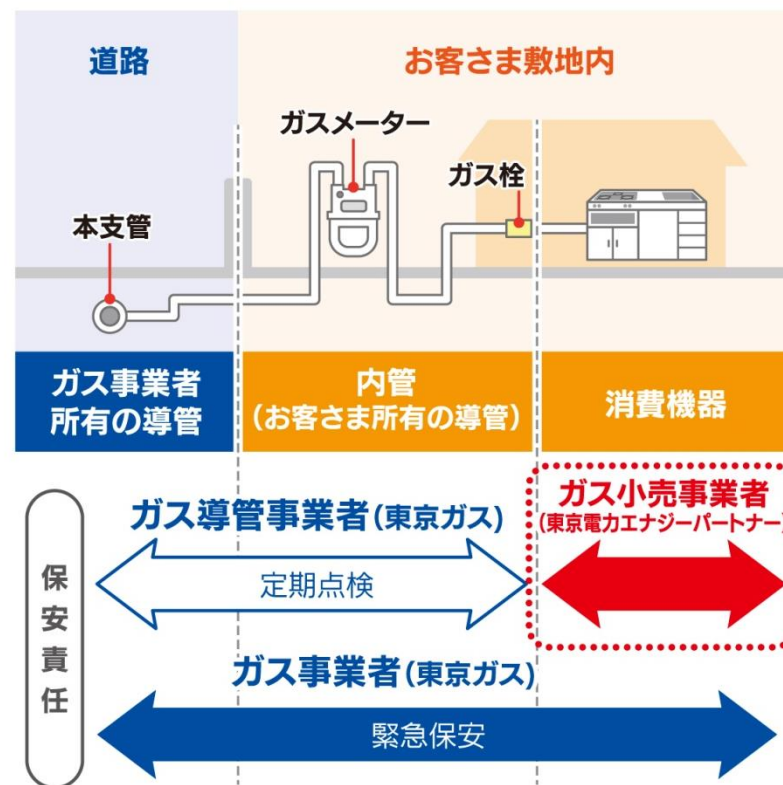 道路
お客さま敷地内
ガスメーター
ガス栓
本支管
ガス事業者
所有の導管
内管
(お客さま所有の導管)
消費機器
保安責任
ガス導管事業者(東京ガス)
定期点検
ガス小売事業者
(東京電力エナジーパートナー)
ガス事業者(東京ガス)
緊急保安